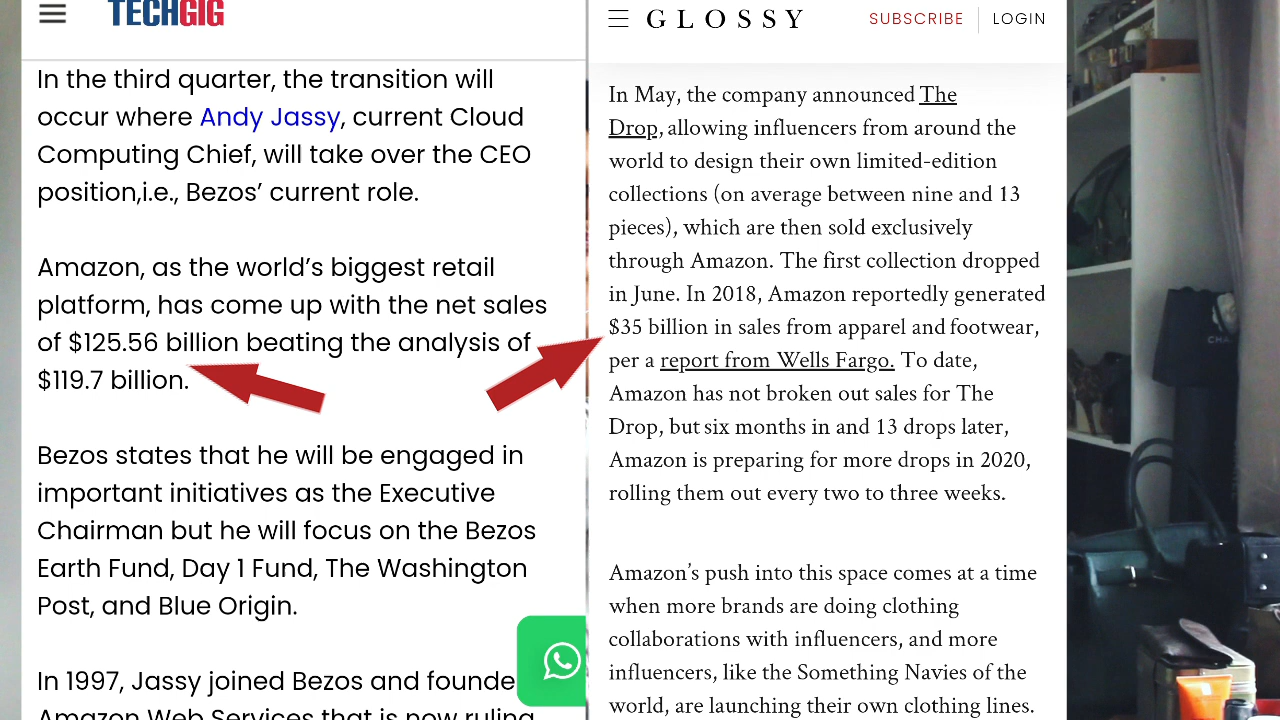 TECHGIG
In the third quarter, the transition will
occur where Andy Jassy, current Cloud
Computing Chief, will take over the CEO
position,i.e., Bezos’ current role.
Amazon, as the world’s biggest retail
platform, has come up with the net sales
of $125.56 billion beating the analysis of
$119.7 billion.
Bezos states that he will be engaged in
important initiatives as the Executive
Chairman but he will focus on the Bezos
Earth Fund, Day 1 Fund, The Washington
Post, and Blue Origin.
In 1997, Jassy joined Bezos and founde
Amazon Web Services that is now ruling
GLOSSY
SUBSCRIBE
LOGIN
In May, the company announced The
Drop, allowing influencers from around the
world to design their own limited-edition
collections (on average between nine and 13
pieces), which are then sold exclusively
through Amazon. The first collection dropped
in June. In 2018, Amazon reportedly generated
$35 billion in sales from apparel and footwear,
per a report from Wells Fargo. To date,
Amazon has not broken out sales for The
Drop, but six months in and 13 drops later,
Amazon is preparing for more drops in 2020,
rolling them out every two to three weeks.
Amazon’s push into this space comes at a time
when more brands are doing clothing
collaborations with influencers, and more
influencers, like the Something Navies of the
world, are launching their own clothing lines.
CHA